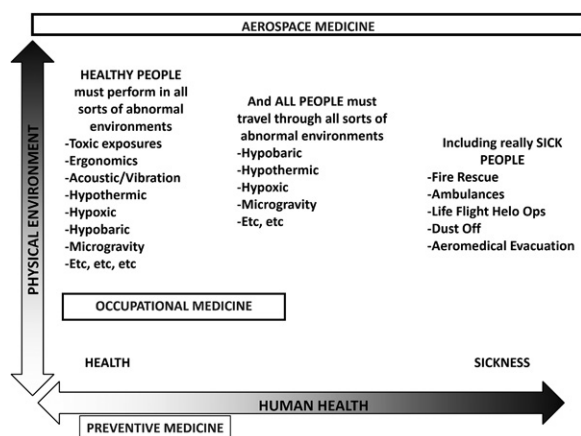 AEROSPACE MEDICINE
PHYSICAL ENVIRONMENT
HEALTHY PEOPLE
must perform in all
sorts of abnormal
environments
-Toxic exposures
-Ergonomics
-Acoustic/Vibration
-Hypothermic
-Hypoxic
-Hypobaric
-Microgravity
-Etc, etc, etc
And ALL PEOPLE must
travel through all sorts of
abnormal environments
-Hypobaric
-Hypothermic
-Hypoxic
-Microgravity
-Etc, etc
Including really SICK
PEOPLE
-Fire Rescue
-Ambulances
-Life Flight Helo Ops
-Dust Off
-Aeromedical Evacuation
OCCUPATIONAL MEDICINE
HEALTH
SICKNESS
HUMAN HEALTH
PREVENTIVE MEDICINE